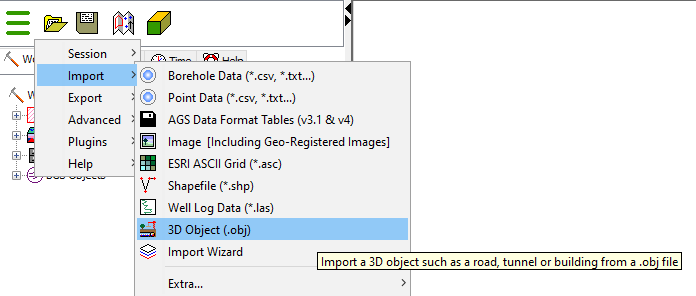 Session
Import
Export
Advanced
Plugins
Help
Time
Help
Borehole Data (*.csv, *.txt...)
Point Data (*.csv, *.txt...)
AGS Data Format Tables (v3.1 & v4)
Image [Including Geo-Registered Images]
ESRI ASCII Grid (*.asc)
Shapefile (*.shp)
Well Log Data (*.las)
3D Object (.obj)
Import Wizard
Extra...
Import a 3D object such as a road, tunnel or building from a .obj file
Objects